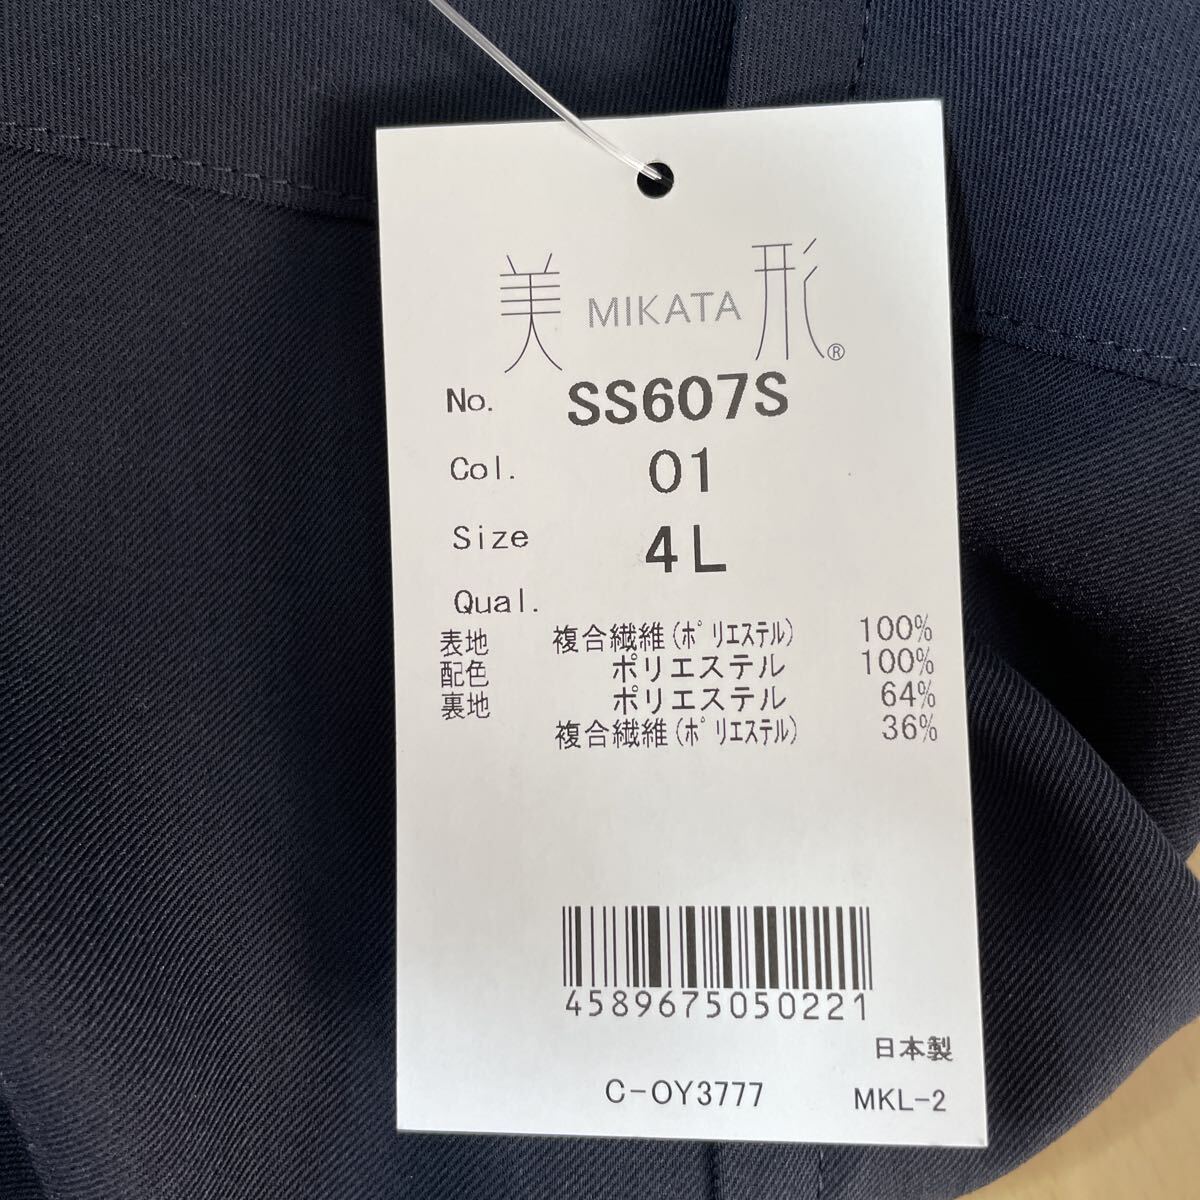 美 MIKATA 形®
No. SS607S
Col. 01
Size 4L
Qual.
表地 複合繊維(ポリエステル) 100%
配色 ポリエステル 100%
裏地 ポリエステル 64%
複合繊維(ポリエステル) 36%
4589675050221
日本製
C-OY3777 MKL-2